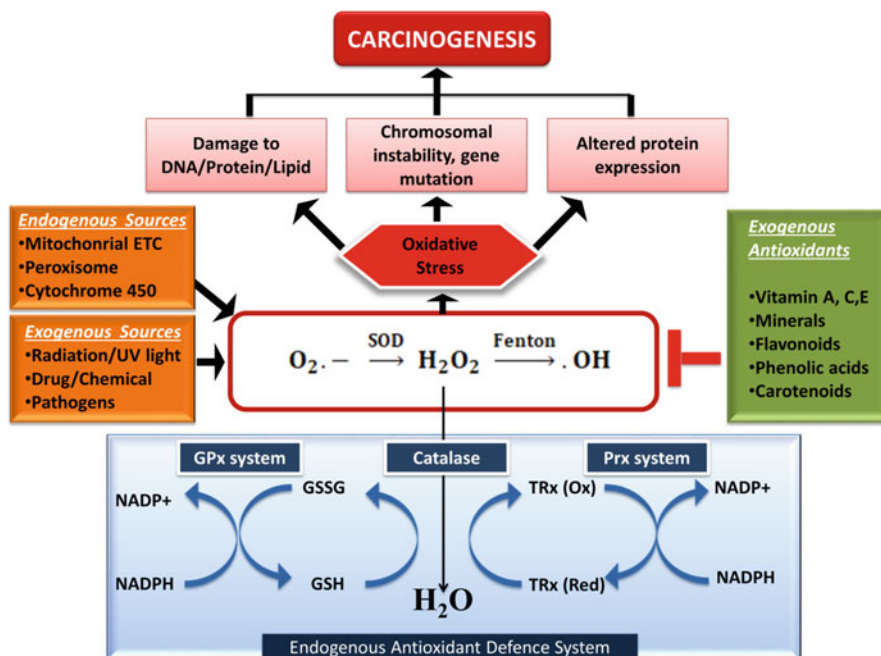 CARCINOGENESIS
Damage to
DNA/Protein/Lipid
Chromosomal
instability, gene
mutation
Altered protein
expression
Endogenous Sources
•Mitochonrial ETC
•Peroxisome
•Cytochrome 450
Oxidative
Stress
Exogenous
Antioxidants
•Vitamin A, C,E
•Minerals
•Flavonoids
•Phenolic acids
•Carotenoids
Exogenous Sources
•Radiation/UV light
•Drug/Chemical
•Pathogens
SOD Fenton
O₂.− → H₂O₂ → .OH
GPx system
Catalase
Prx system
NADP+
GSSG
TRx (Ox)
NADP+
NADPH
GSH
H₂O
TRx (Red)
NADPH
Endogenous Antioxidant Defence System